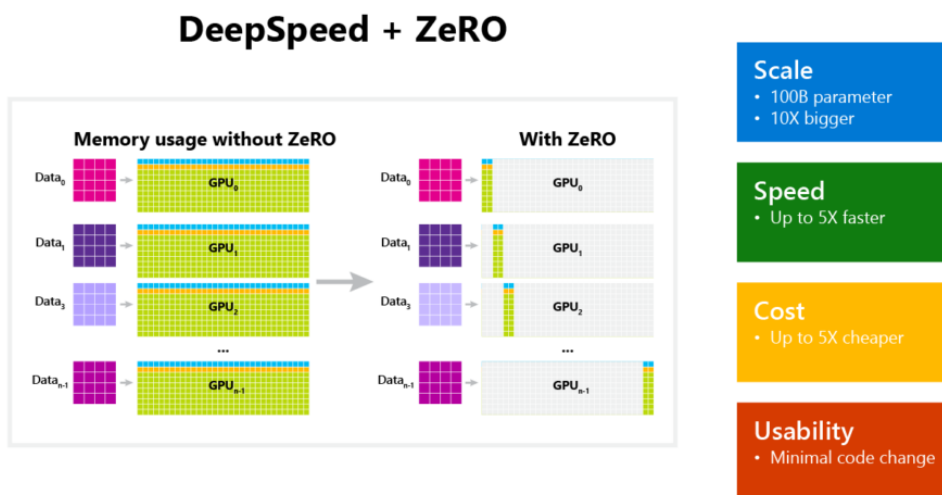 DeepSpeed + ZeRO
Memory usage without ZeRO
Data₀
GPU₀
Data₁
GPU₁
Data₃
GPU₂
...
Dataₙ₋₁
GPUₙ₋₁
With ZeRO
Data₀
GPU₀
Data₁
GPU₁
Data₃
GPU₂
...
Dataₙ₋₁
GPUₙ₋₁
Scale
• 100B parameter
• 10X bigger
Speed
• Up to 5X faster
Cost
• Up to 5X cheaper
Usability
• Minimal code change